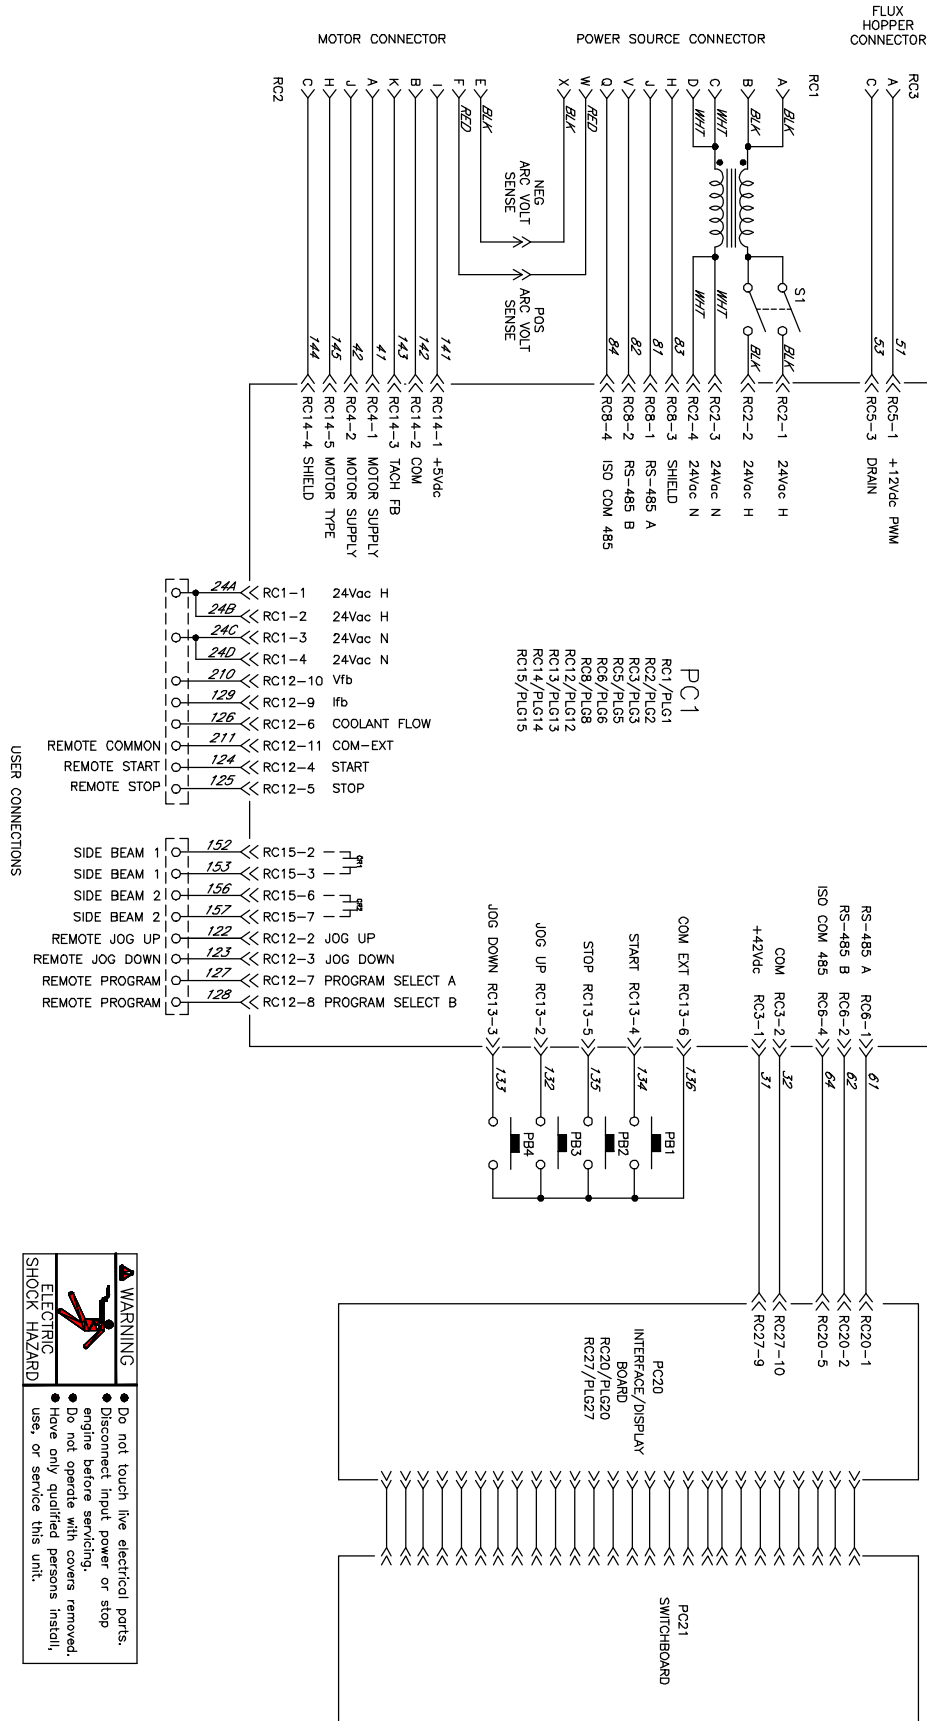 FLUX
HOPPER
CONNECTOR
RC3
A
C
51
53
RC5-1 +12Vdc PWM
RC5-3 DRAIN
POWER SOURCE CONNECTOR
RC1
A
B
C
D
H
J
V
Q
W
X
BLK
BLK
WHT
WHT
RED
BLK
S1
BLK
BLK
WHT
WHT
83
81
82
84
RC2-1 24Vac H
RC2-2 24Vac H
RC2-3 24Vac N
RC2-4 24Vac N
RC8-3 SHIELD
RC8-1 RS-485 A
RC8-2 RS-485 B
RC8-4 ISO COM 485
NEG
ARC VOLT
SENSE
POS
ARC VOLT
SENSE
MOTOR CONNECTOR
RC2
E
F
I
B
K
A
J
H
C
BLK
RED
141
142
143
41
42
145
144
RC14-1 +5Vdc
RC14-2 COM
RC14-3 TACH FB
RC4-1 MOTOR SUPPLY
RC4-2 MOTOR SUPPLY
RC14-5 MOTOR TYPE
RC14-4 SHIELD
PC1
RC1/PLG1
RC2/PLG2
RC3/PLG3
RC5/PLG5
RC6/PLG6
RC8/PLG8
RC12/PLG12
RC13/PLG13
RC14/PLG14
RC15/PLG15
24A RC1-1 24Vac H
24B RC1-2 24Vac H
24C RC1-3 24Vac N
24D RC1-4 24Vac N
210 RC12-10 Vfb
129 RC12-9 Ifb
126 RC12-6 COOLANT FLOW
REMOTE COMMON 211 RC12-11 COM-EXT
REMOTE START 124 RC12-4 START
REMOTE STOP 125 RC12-5 STOP
USER CONNECTIONS
SIDE BEAM 1 152 RC15-2
CR1
SIDE BEAM 1 153 RC15-3
SIDE BEAM 2 156 RC15-6
CR2
SIDE BEAM 2 157 RC15-7
REMOTE JOG UP 122 RC12-2 JOG UP
REMOTE JOG DOWN 123 RC12-3 JOG DOWN
REMOTE PROGRAM 127 RC12-7 PROGRAM SELECT A
REMOTE PROGRAM 128 RC12-8 PROGRAM SELECT B
RS-485 A RC6-1
RS-485 B RC6-2
ISO COM 485 RC6-4
COM RC3-2
+42Vdc RC3-1
COM EXT RC13-6
START RC13-4
STOP RC13-5
JOG UP RC13-2
JOG DOWN RC13-3
61
62
64
32
31
136
134
135
132
133
PB1
PB2
PB3
PB4
RC20-1
RC20-2
RC20-5
RC27-10
RC27-9
PC20
INTERFACE/DISPLAY
BOARD
RC20/PLG20
RC27/PLG27
PC21
SWITCHBOARD
WARNING
ELECTRIC
SHOCK HAZARD
● Do not touch live electrical parts.
● Disconnect input power or stop
engine before servicing.
● Do not operate with covers removed.
● Have only qualified persons install,
use, or service this unit.